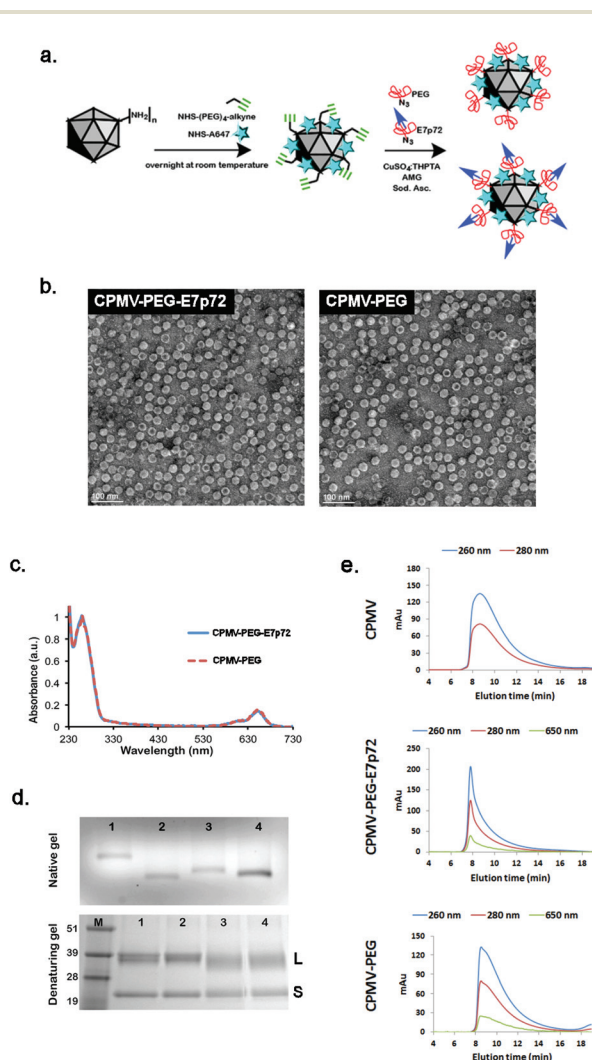 a.
[NH2]n
NHS-(PEG)4-alkyne
NHS-A647
overnight at room temperature
PEG
N3
E7p72
N3
CuSO4:THPTA
AMG
Sod. Asc.
b.
CPMV-PEG-E7p72
CPMV-PEG
100 nm
100 nm
c.
Absorbance (a.u.)
1
0.8
0.6
0.4
0.2
0
230 330 430 530 630 730
Wavelength (nm)
CPMV-PEG-E7p72
CPMV-PEG
d.
Native gel
1 2 3 4
Denaturing gel
M 1 2 3 4
51
39
28
19
L
S
e.
CPMV
260 nm 280 nm
mAu
180
150
120
90
60
30
0
4 6 8 10 12 14 16 18
Elution time (min)
CPMV-PEG-E7p72
260 nm 280 nm 650 nm
mAu
250
200
150
100
50
0
4 6 8 10 12 14 16 18
Elution time (min)
CPMV-PEG
260 nm 280 nm 650 nm
mAu
150
120
90
60
30
0
4 6 8 10 12 14 16 18
Elution time (min)